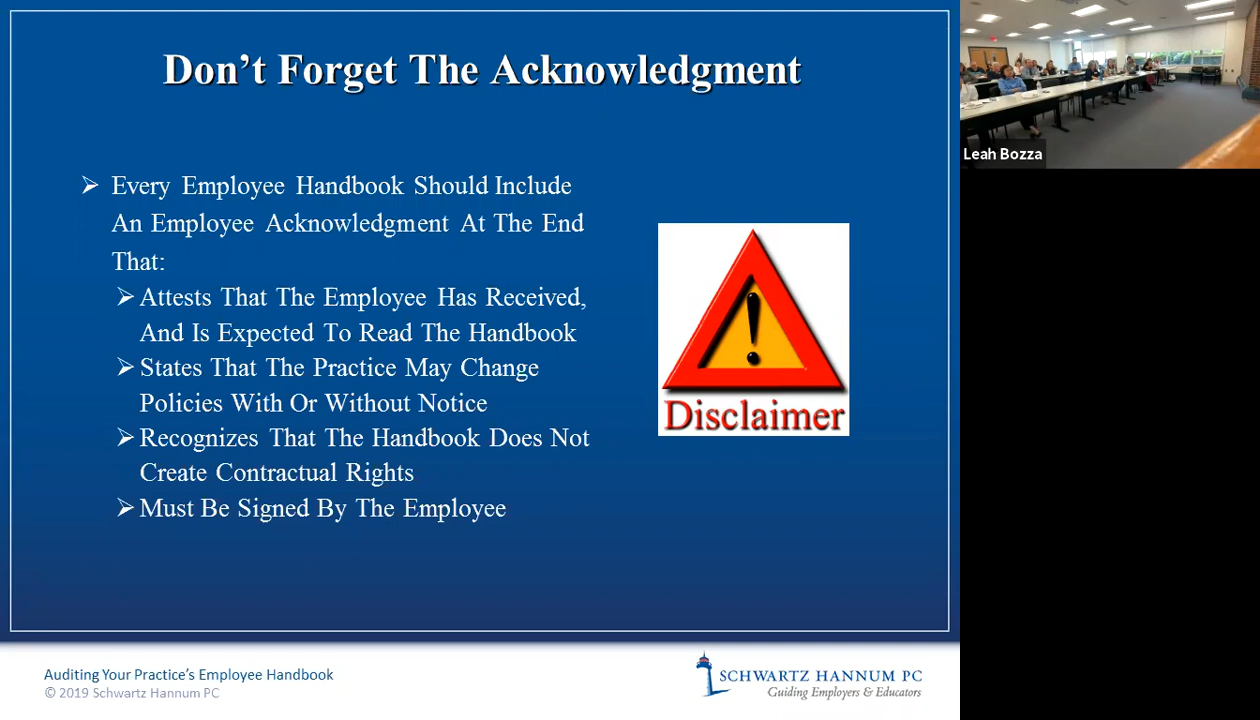 Don't Forget The Acknowledgment
Every Employee Handbook Should Include
An Employee Acknowledgment At The End
That:
Attests That The Employee Has Received,
And Is Expected To Read The Handbook
States That The Practice May Change
Policies With Or Without Notice
Recognizes That The Handbook Does Not
Create Contractual Rights
Must Be Signed By The Employee
Disclaimer
Leah Bozza
Auditing Your Practice's Employee Handbook
© 2019 Schwartz Hannum PC
SCHWARTZ HANNUM PC
Guiding Employers & Educators